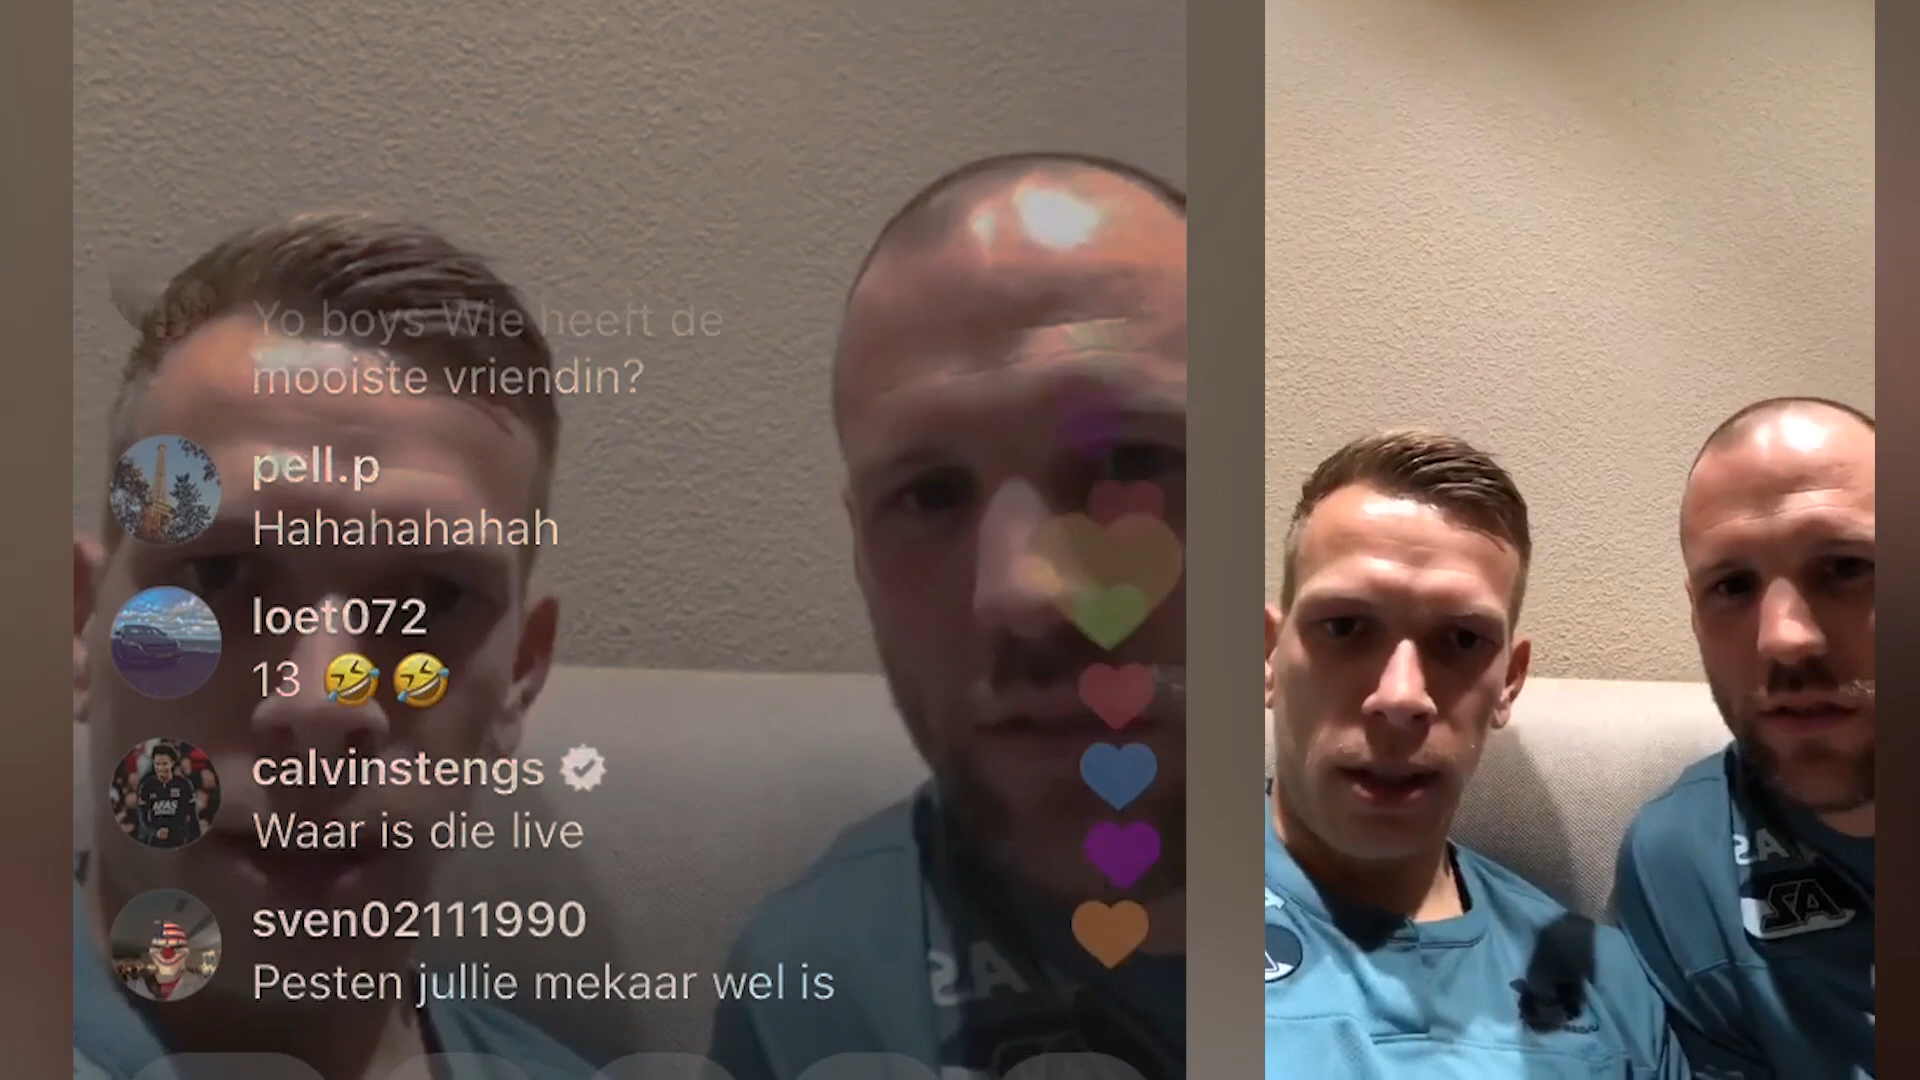 Yo boys Wie heeft de
mooiste vriendin?
pell.p
Hahahahahah
loet072
13 🤣 🤣
calvinstengs
Waar is die live
sven02111990
Pesten jullie mekaar wel is
AZ